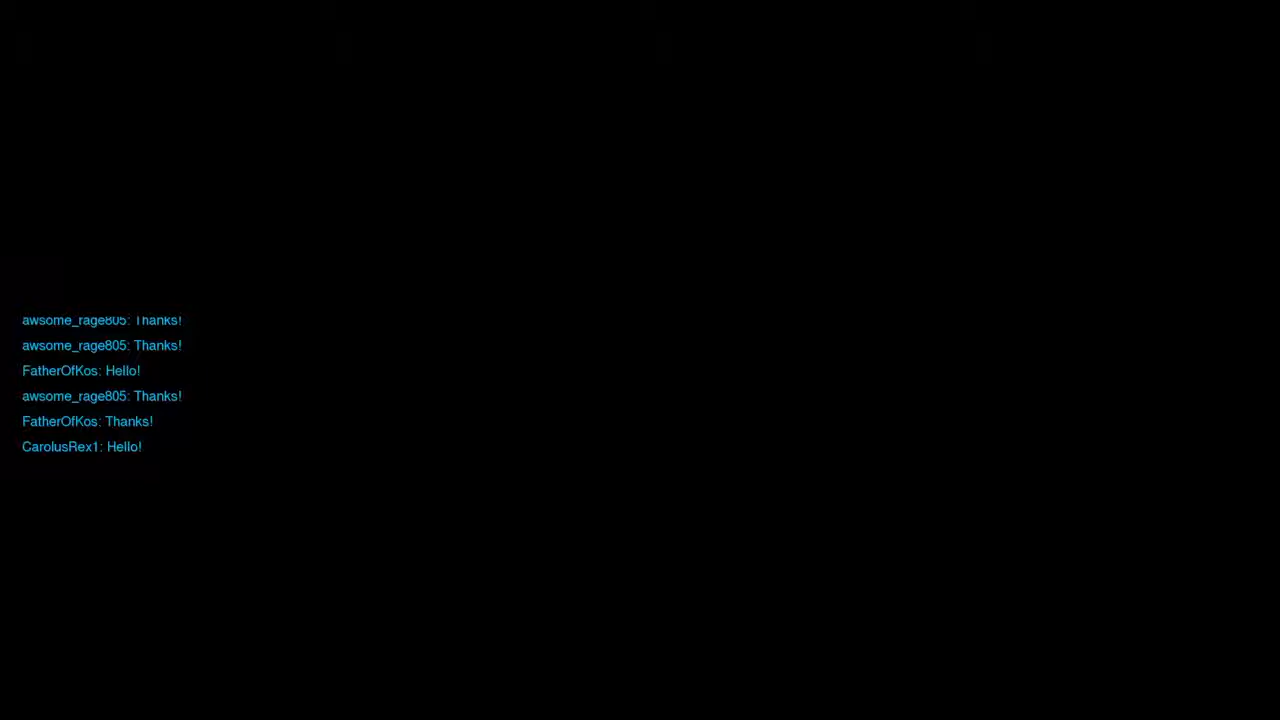 awsome_rage805: Thanks!
awsome_rage805: Thanks!
FatherOfKos: Hello!
awsome_rage805: Thanks!
FatherOfKos: Thanks!
CarolusRex1: Hello!